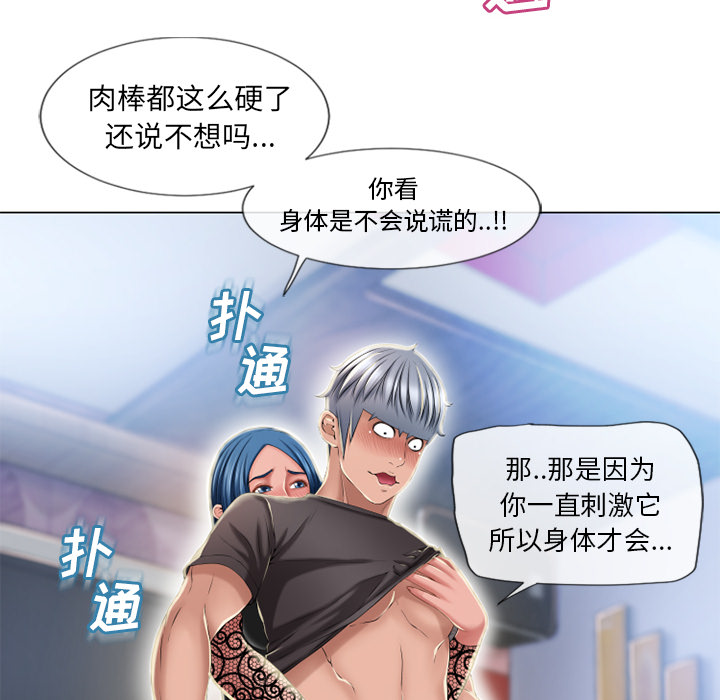 肉棒都这么硬了
还说不想吗...
你看
身体是不会说谎的..!!
扑
通
那..那是因为
你一直刺激它
所以身体才会...
扑
通